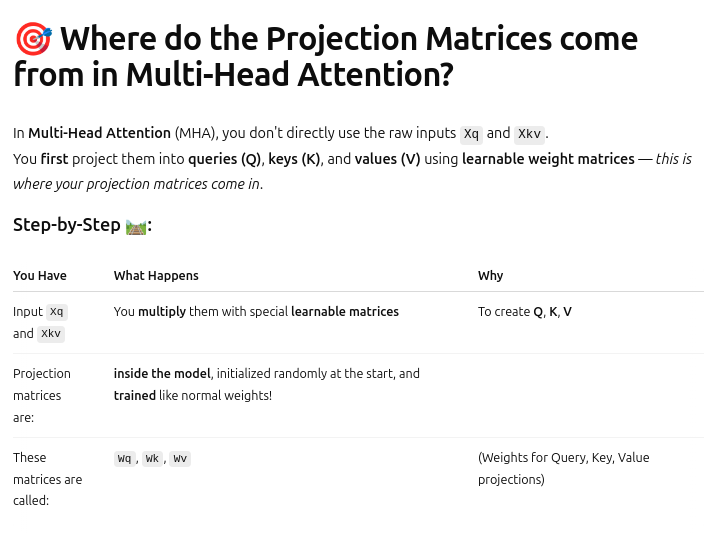 🎯 Where do the Projection Matrices come
from in Multi-Head Attention?
In Multi-Head Attention (MHA), you don't directly use the raw inputs Xq and Xkv.
You first project them into queries (Q), keys (K), and values (V) using learnable weight matrices — this is
where your projection matrices come in.
Step-by-Step 🛤️:
You Have What Happens Why
Input Xq You multiply them with special learnable matrices To create Q, K, V
and Xkv
Projection inside the model, initialized randomly at the start, and
matrices trained like normal weights!
are:
These Wq, Wk, Wv (Weights for Query, Key, Value
matrices are projections)
called: